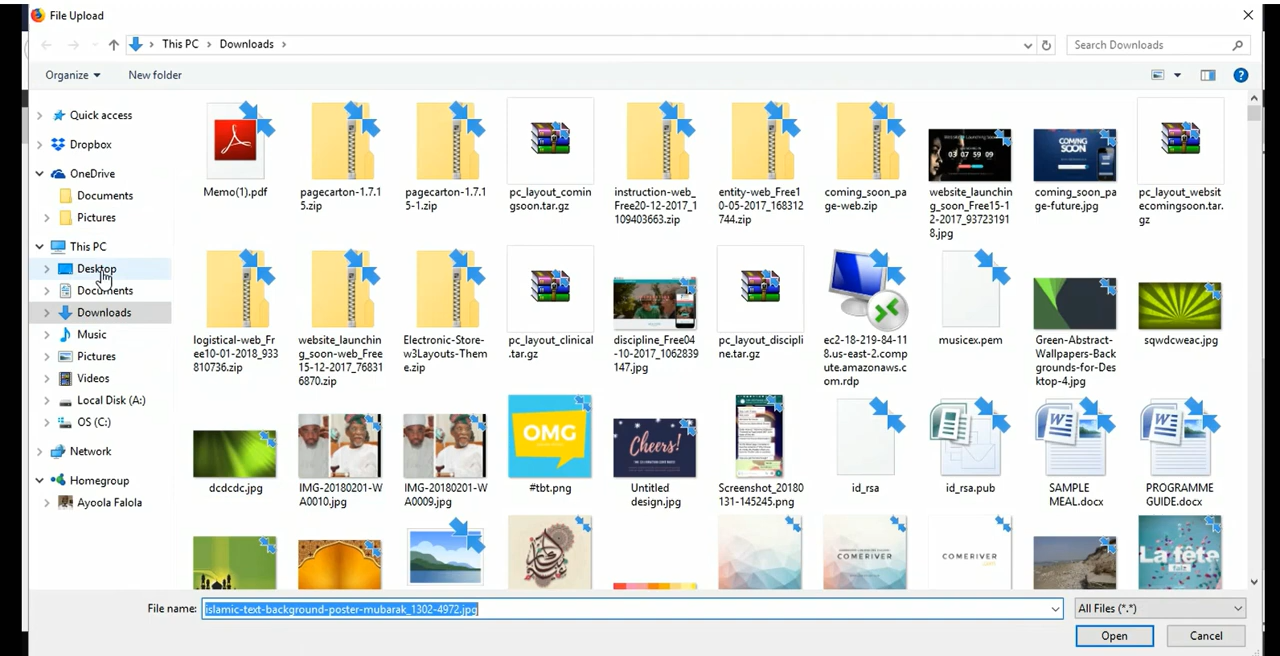 File Upload
This PC
Downloads
Search Downloads
Organize
New folder
?
Quick access
Dropbox
OneDrive
Documents
Pictures
This PC
Desktop
Documents
Downloads
Music
Pictures
Videos
Local Disk (A:)
OS (C:)
Network
Homegroup
Ayoola Falola
Memo(1).pdf
pagecarton-1.7.1
5.zip
pagecarton-1.7.1
5-1.zip
pc_layout_comin
gsoon.tar.gz
instruction-web_
Free20-12-2017_1
109403663.zip
entity-web_Free1
0-05-2017_168312
744.zip
coming_soon_pa
ge-web.zip
03 07 59 09
website_launchin
g_soon_Free15-1
2-2017_93723191
8.jpg
COMING
SOON
coming_soon_pa
ge-future.jpg
pc_layout_websit
ecomingsoon.tar.
gz
logistical-web_Fr
ee10-01-2018_933
810736.zip
website_launchin
g_soon-web_Free
15-12-2017_76831
6870.zip
Electronic-Store-
w3Layouts-Them
e.zip
pc_layout_clinical
.tar.gz
discipline_Free04
-10-2017_1062839
147.jpg
pc_layout_discipli
ne.tar.gz
ec2-18-219-84-11
8.us-east-2.comp
ute.amazonaws.c
om.rdp
musicex.pem
Green-Abstract-
Wallpapers-Bac
kgrounds-for-Des
ktop-4.jpg
sqwdcweac.jpg
dcdcdc.jpg
IMG-20180201-W
A0010.jpg
IMG-20180201-W
A0009.jpg
OMG
#tbt.png
Cheers!
Untitled
design.jpg
Screenshot_20180
131-145245.png
id_rsa
id_rsa.pub
SAMPLE
MEAL.docx
PROGRAMME
GUIDE.docx
COMERIVER
COMERIVER
La fête
falz
File name:
islamic-text-background-poster-mubarak_1302-4972.jpg
All Files (*.*)
Open
Cancel